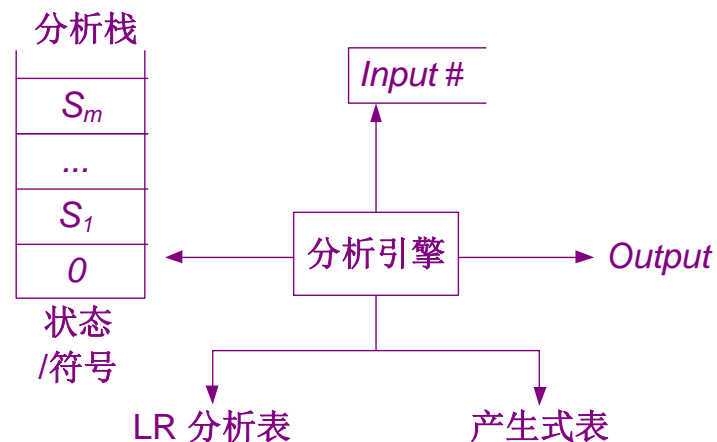 分析栈
Input #
Sm
...
S1
分析引擎
Output
0
状态
/符号
LR 分析表
产生式表